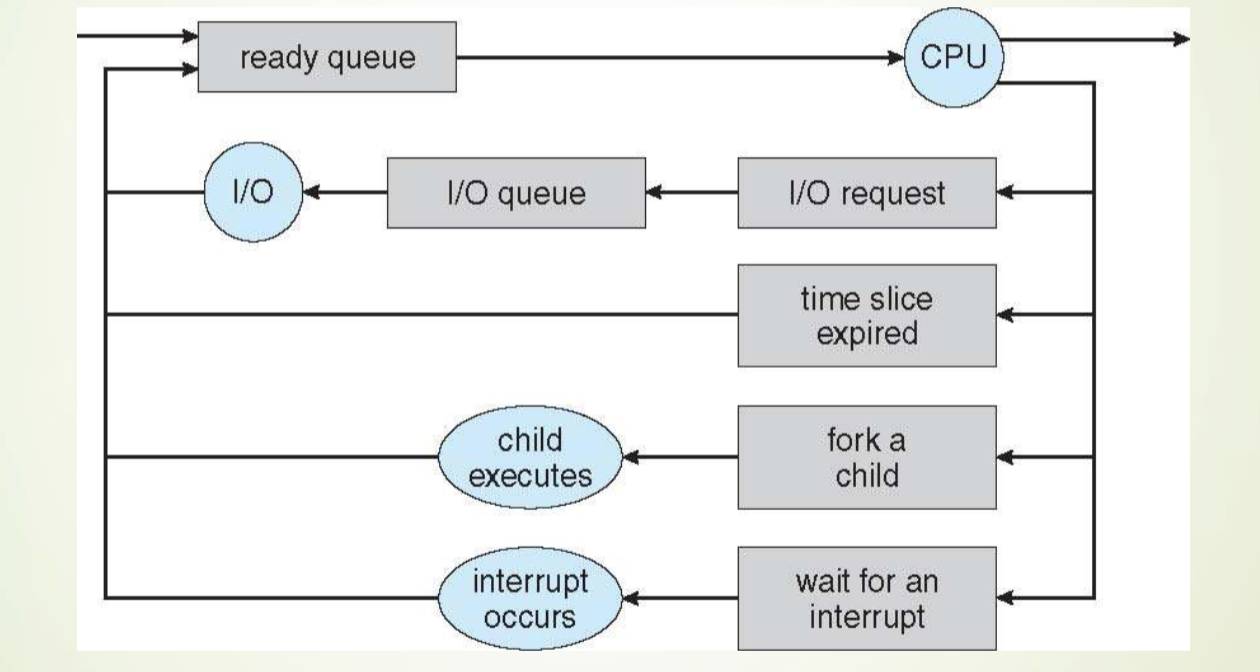 ready queue
CPU
I/O
I/O queue
I/O request
time slice
expired
child
executes
fork a
child
interrupt
occurs
wait for an
interrupt